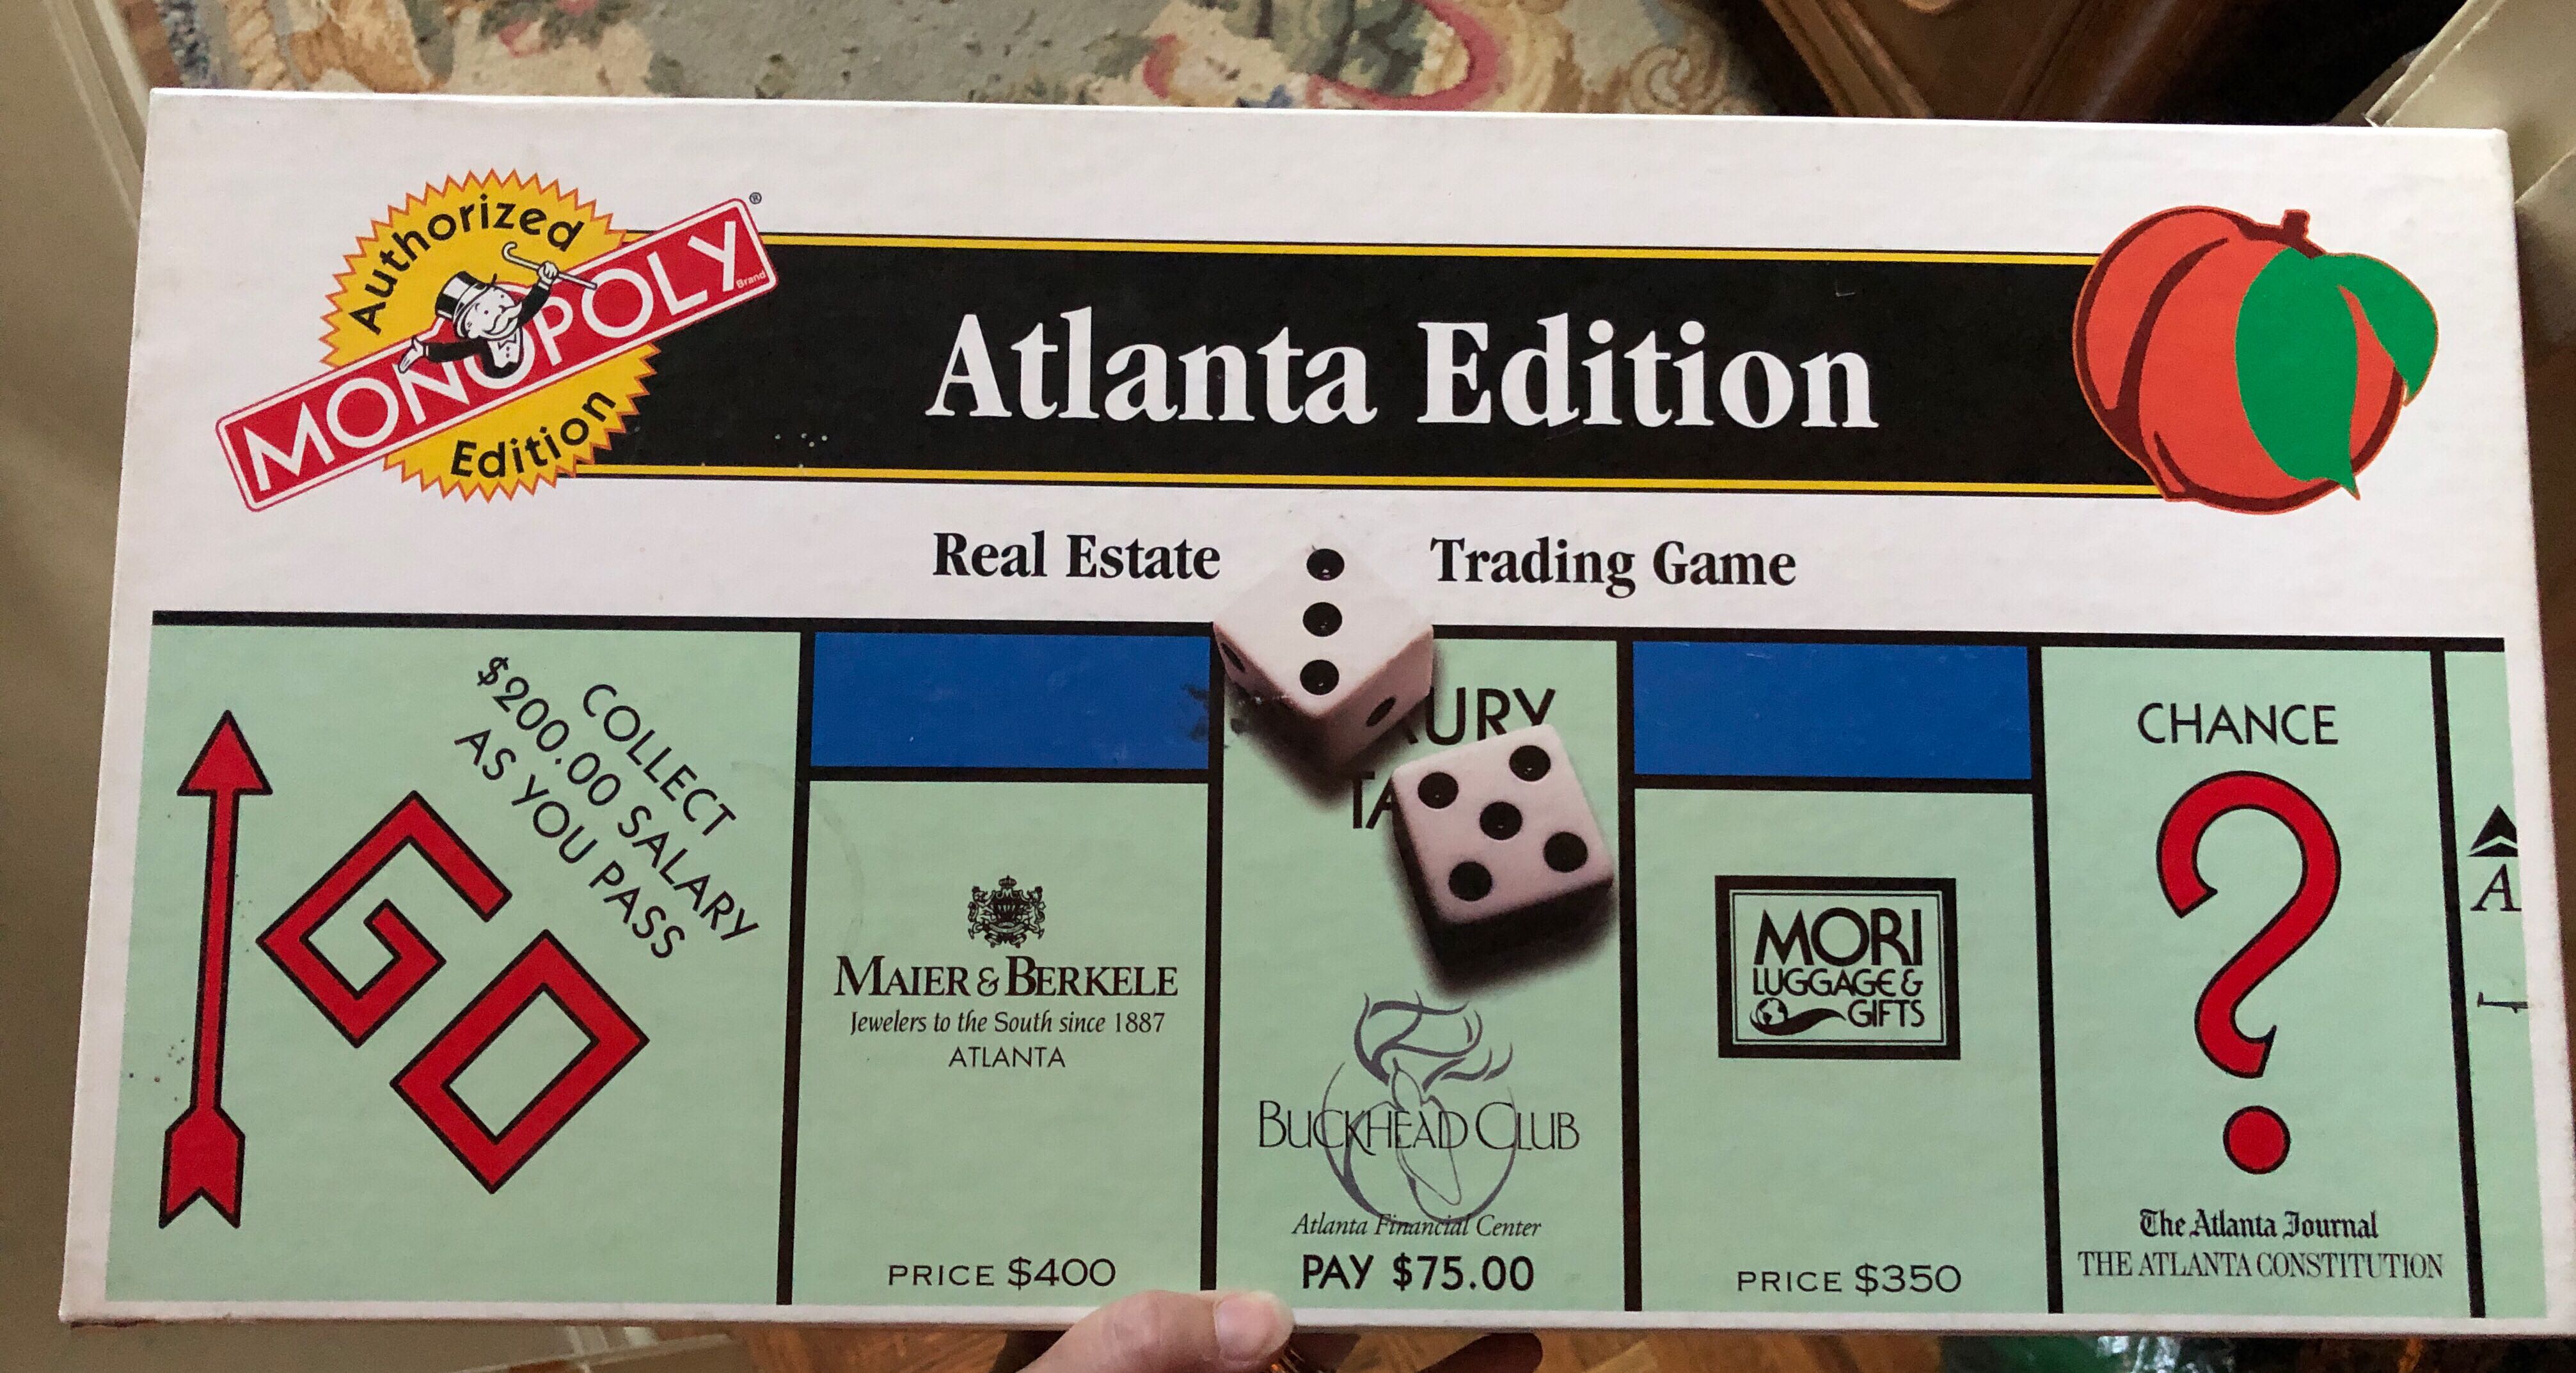 Authorized
MONOPOLY®
Brand
Edition
Atlanta Edition
Real Estate Trading Game
COLLECT
$200.00 SALARY
AS YOU PASS
GO
MAIER & BERKELE
Jewelers to the South since 1887
ATLANTA
PRICE $400
BUCKHEAD CLUB
Atlanta Financial Center
PAY $75.00
MORI
LUGGAGE &
GIFTS
PRICE $350
CHANCE
?
The Atlanta Journal
THE ATLANTA CONSTITUTION
A